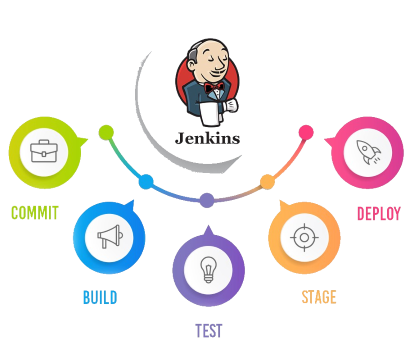 Jenkins
COMMIT
BUILD
TEST
STAGE
DEPLOY